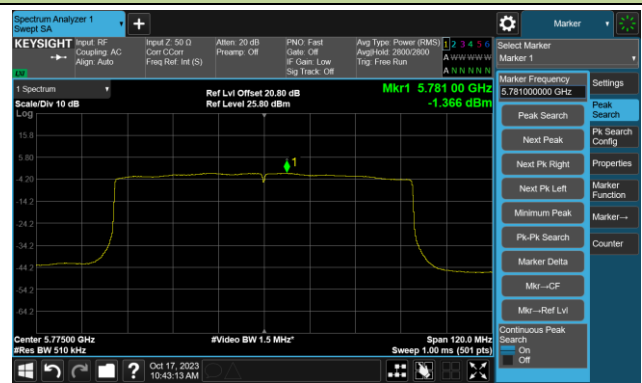 Spectrum Analyzer 1
Swept SA
Marker
KEYSIGHT
Input: RF
Coupling: AC
Align: Auto
Input Z: 50 Ω
Corr CCorr
Freq Ref: Int (S)
Atten: 20 dB
Preamp: Off
PNO: Fast
Gate: Off
IF Gain: Low
Sig Track: Off
Avg Type: Power (RMS)
Avg|Hold: 2800/2800
Trig: Free Run
1 2 3 4 5 6
A W W W W W
A N N N N N
LVI
Select Marker
Marker 1
1 Spectrum
Scale/Div 10 dB
Log
Ref Lvl Offset 20.80 dB
Ref Level 25.80 dBm
Mkr1 5.781 00 GHz
-1.366 dBm
15.8
5.80
-4.20
-14.2
-24.2
-34.2
-44.2
-54.2
-64.2
1
Center 5.77500 GHz
#Res BW 510 kHz
#Video BW 1.5 MHz*
Span 120.0 MHz
Sweep 1.00 ms (501 pts)
Marker Frequency
5.781000000 GHz
Peak Search
Next Peak
Next Pk Right
Next Pk Left
Minimum Peak
Pk-Pk Search
Marker Delta
Mkr→CF
Mkr→Ref Lvl
Continuous Peak
Search
On
Off
Settings
Peak
Search
Pk Search
Config
Properties
Marker
Function
Marker→
Counter
?
Oct 17, 2023
10:43:13 AM